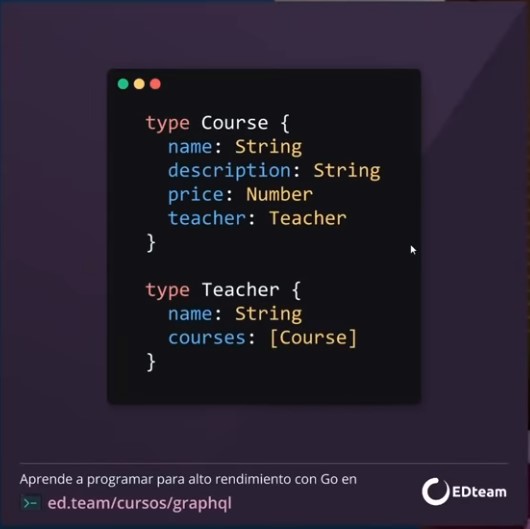 type Course {
name: String
description: String
price: Number
teacher: Teacher
}
type Teacher {
name: String
courses: [Course]
}
Aprende a programar para alto rendimiento con Go en
>- ed.team/cursos/graphql
EDteam